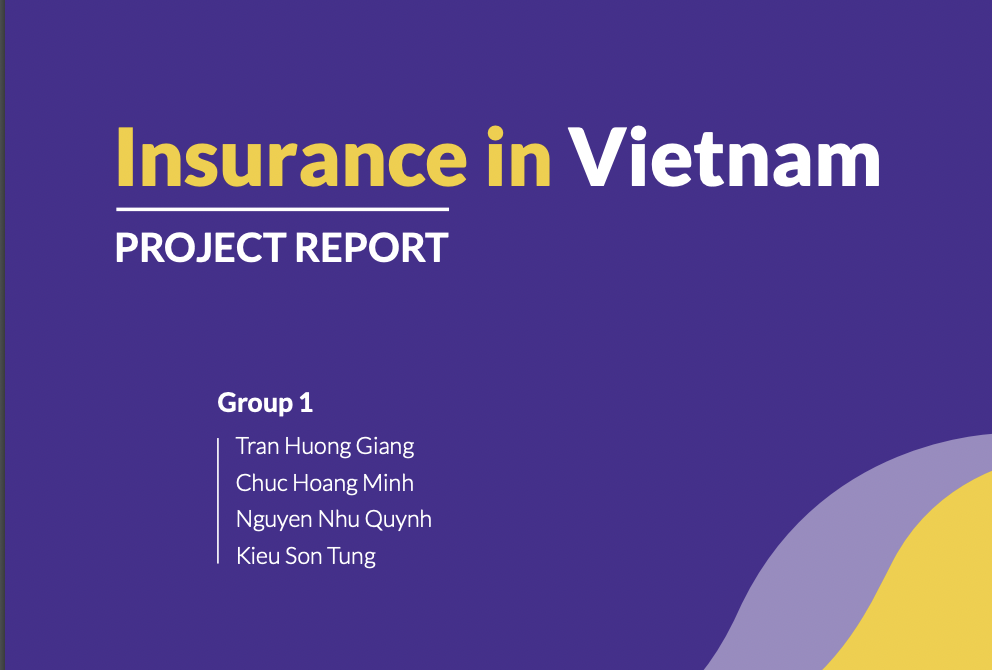 Insurance in Vietnam
PROJECT REPORT
Group 1
Tran Huong Giang
Chuc Hoang Minh
Nguyen Nhu Quynh
Kieu Son Tung